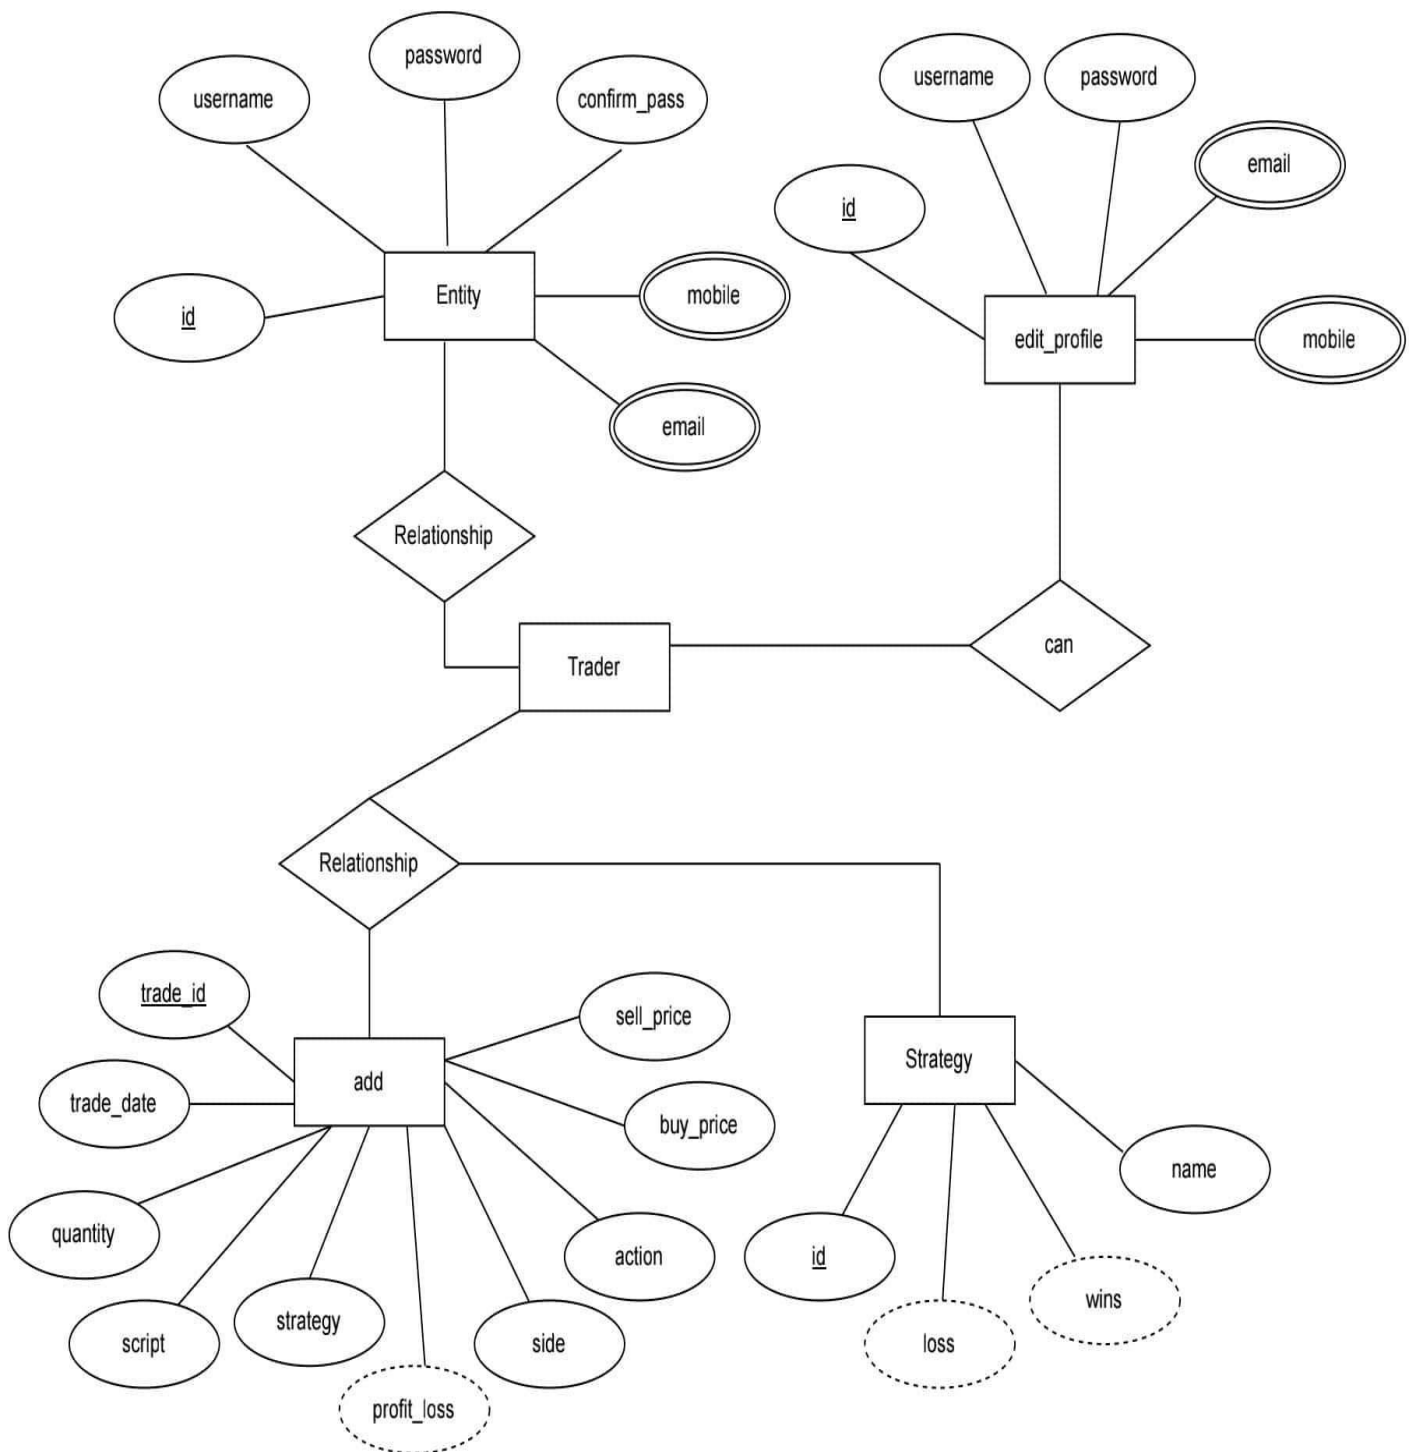 password
username
confirm_pass
id
Entity
mobile
email
Relationship
username
password
email
id
edit_profile
mobile
can
Trader
Relationship
trade_id
trade_date
add
sell_price
buy_price
quantity
script
strategy
profit_loss
side
action
Strategy
name
id
loss
wins